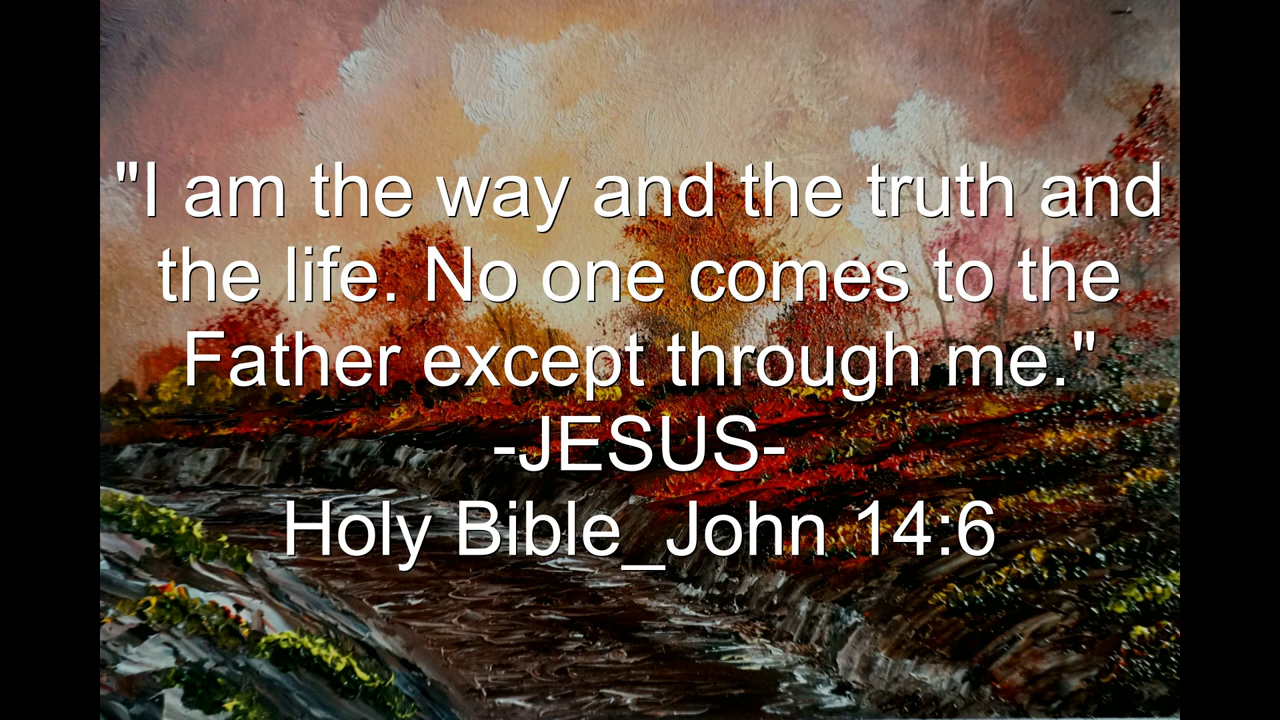 "I am the way and the truth and
the life. No one comes to the
Father except through me."
-JESUS-
Holy Bible_John 14:6